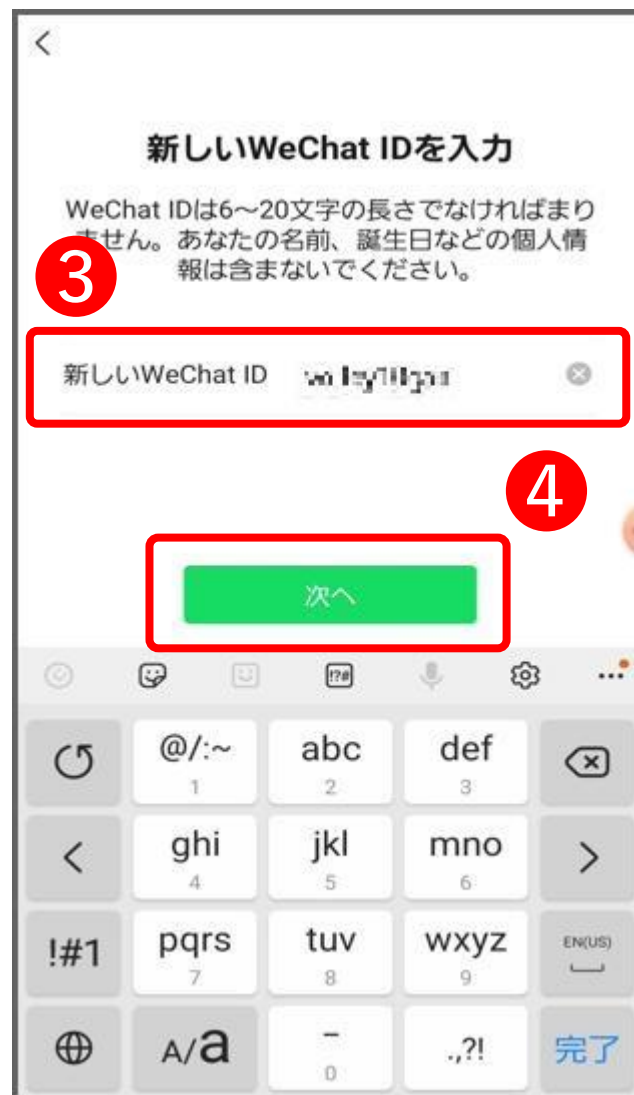 新しいWeChat IDを入力
WeChat IDは6～20文字の長さでなければまり
ません。あなたの名前、誕生日などの個人情
報は含まないでください。
3
新しいWeChat ID
4
次へ
!?#
@/:~
1
abc
2
def
3
ghi
4
jkl
5
mno
6
!#1
pqrs
7
tuv
8
wxyz
9
EN(US)
A/a
–
0
.,?!
完了